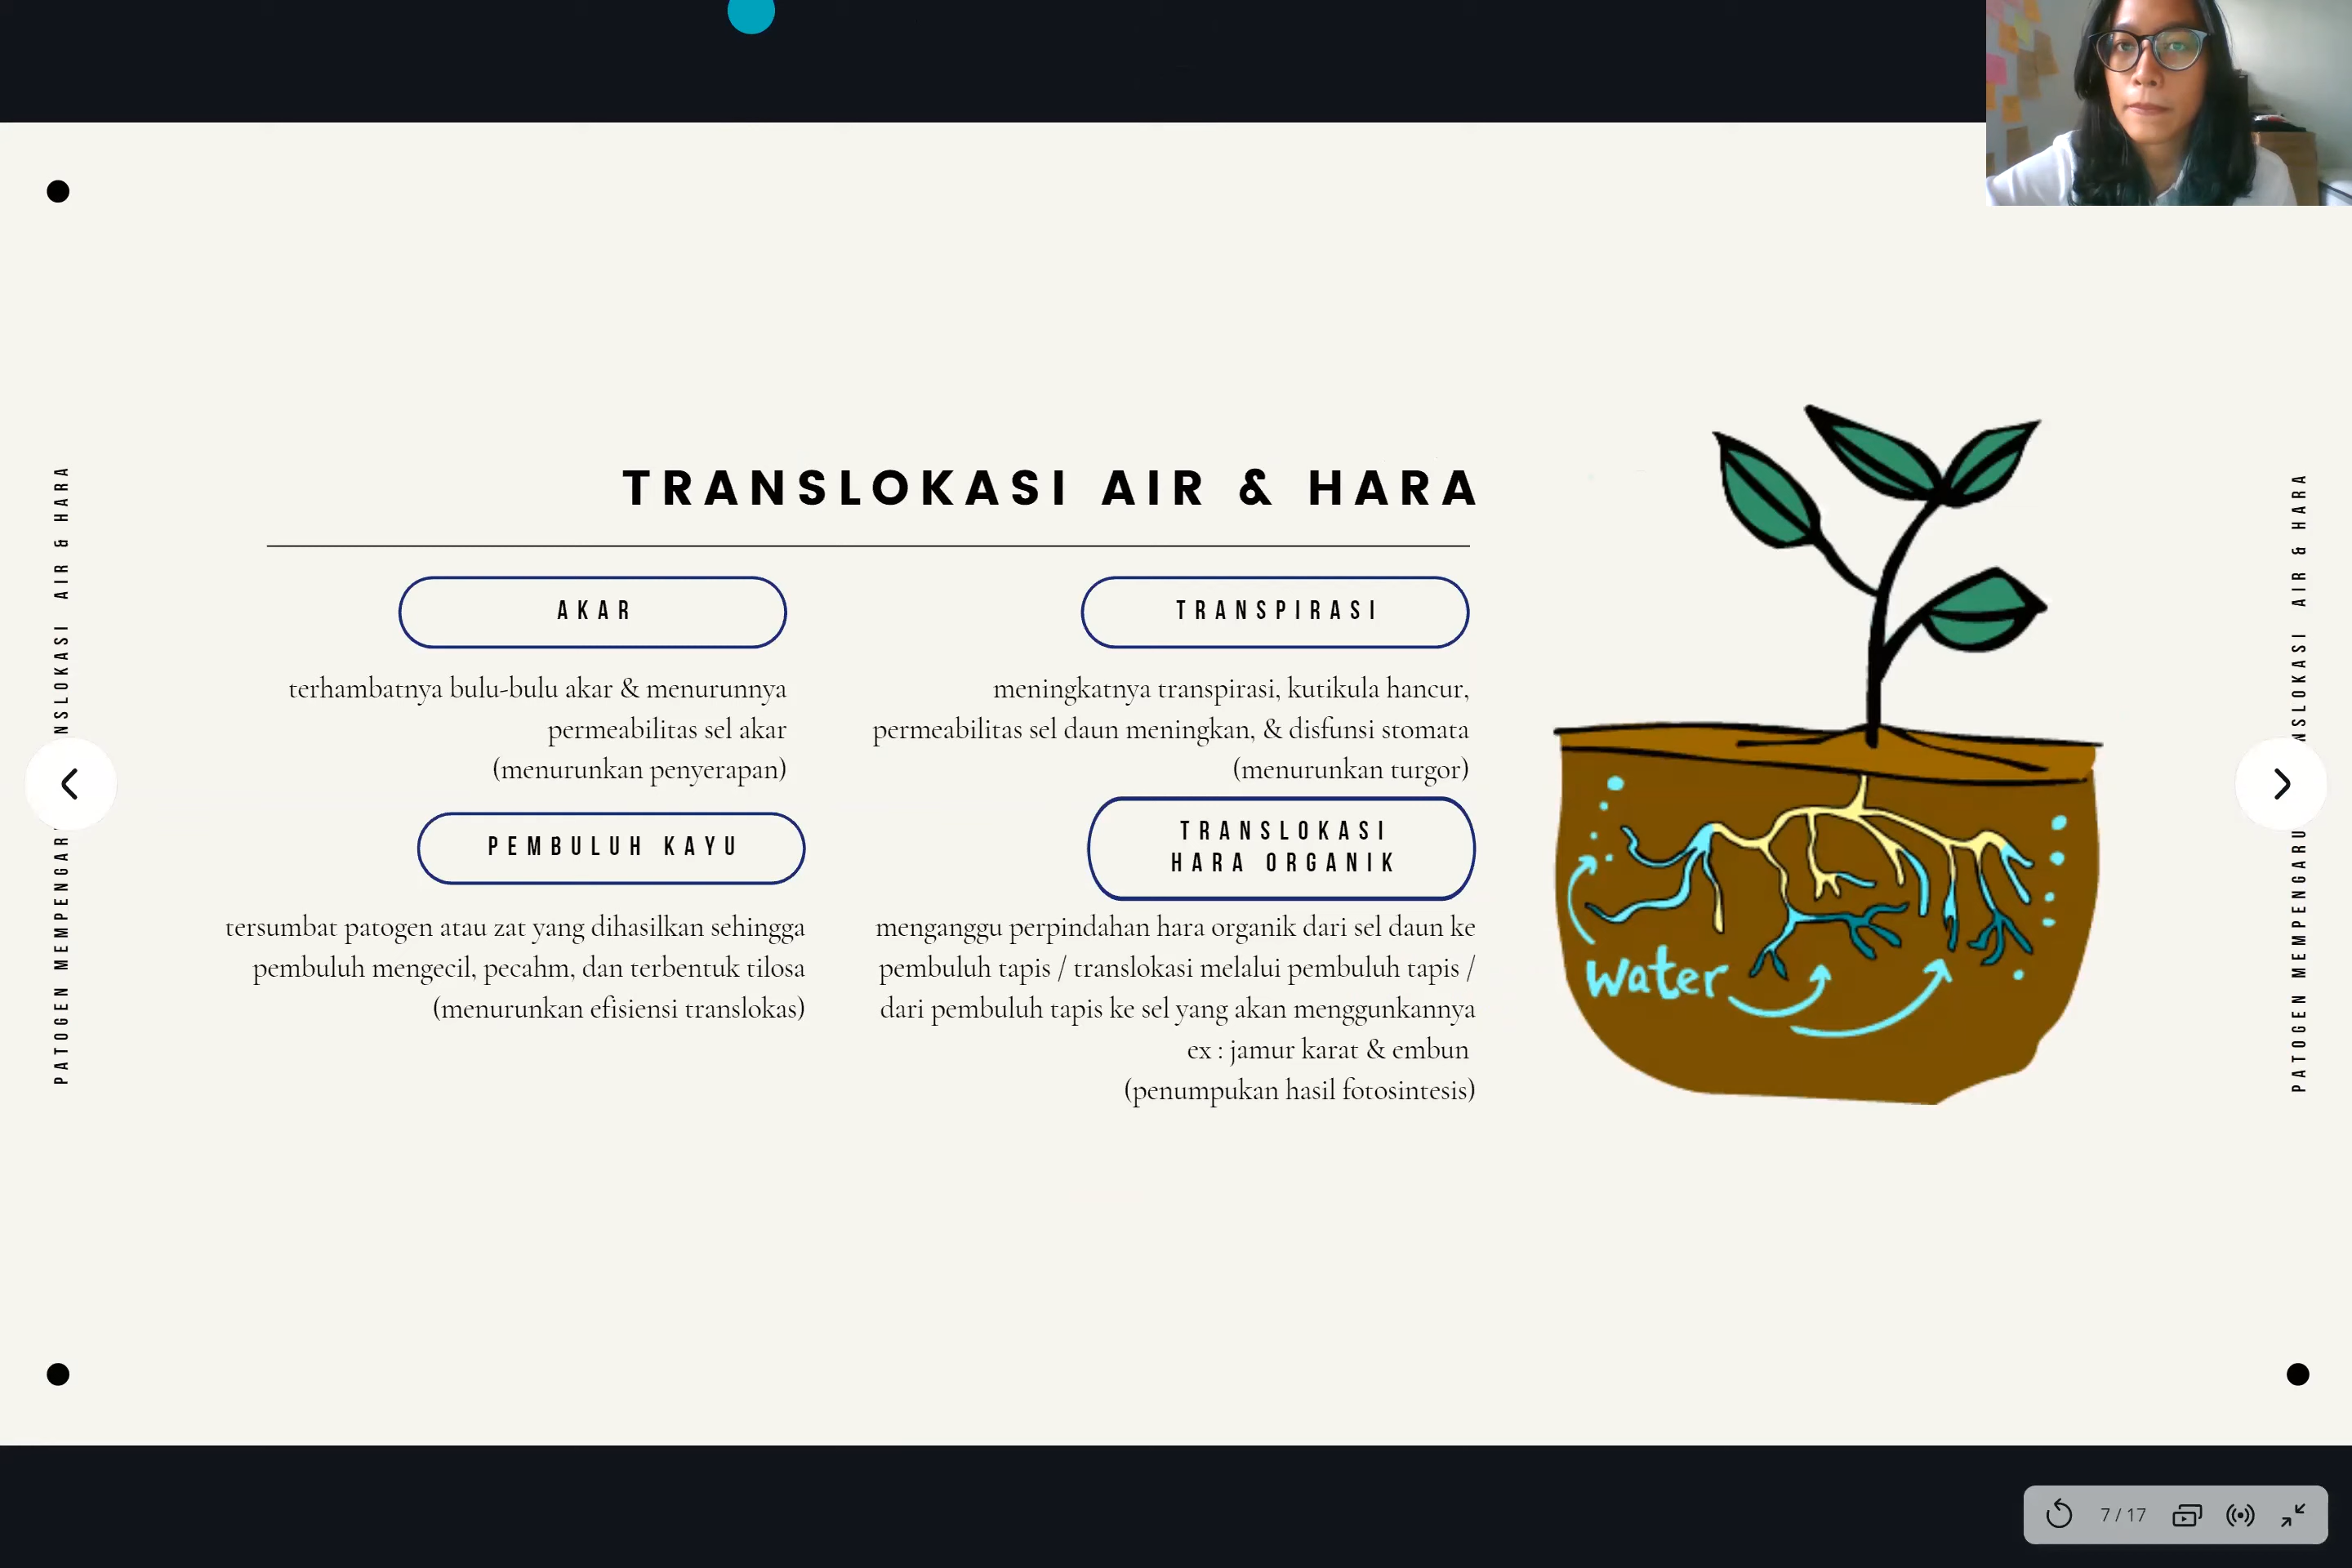 TRANSLOKASI AIR & HARA
AKAR
terhambatnya bulu-bulu akar & menurunnya
permeabilitas sel akar
(menurunkan penyerapan)
TRANSPIRASI
meningkatnya transpirasi, kutikula hancur,
permeabilitas sel daun meningkan, & disfunsi stomata
(menurunkan turgor)
PEMBULUH KAYU
tersumbat patogen atau zat yang dihasilkan sehingga
pembuluh mengecil, pecahm, dan terbentuk tilosa
(menurunkan efisiensi translokas)
TRANSLOKASI
HARA ORGANIK
menganggu perpindahan hara organik dari sel daun ke
pembuluh tapis / translokasi melalui pembuluh tapis /
dari pembuluh tapis ke sel yang akan menggunkannya
ex : jamur karat & embun
(penumpukan hasil fotosintesis)
water
PATOGEN MEMPENGARU NSLOKASI AIR & HARA
PATOGEN MEMPENGARU NSLOKASI AIR & HARA
7 / 17